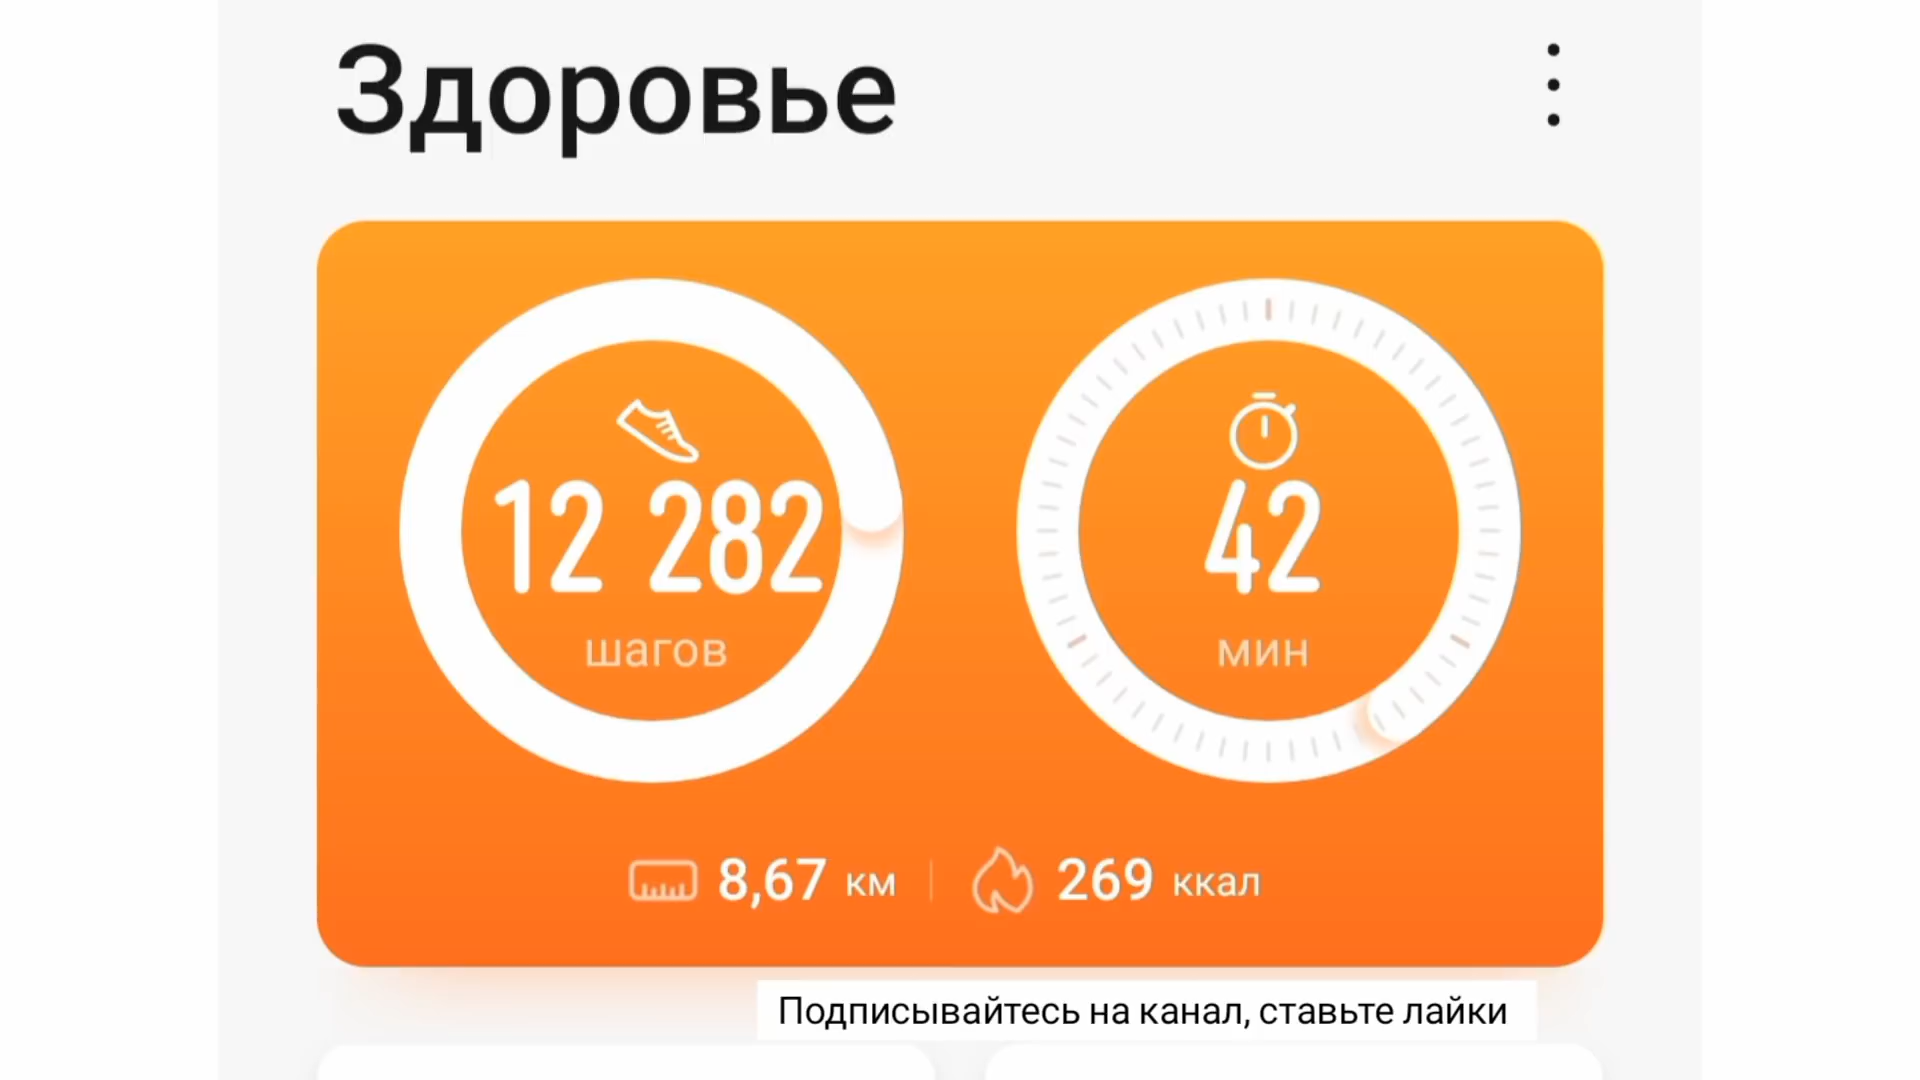 Здоровье
12 282
шагов
42
мин
8,67 км
269 ккал
Подписывайтесь на канал, ставьте лайки